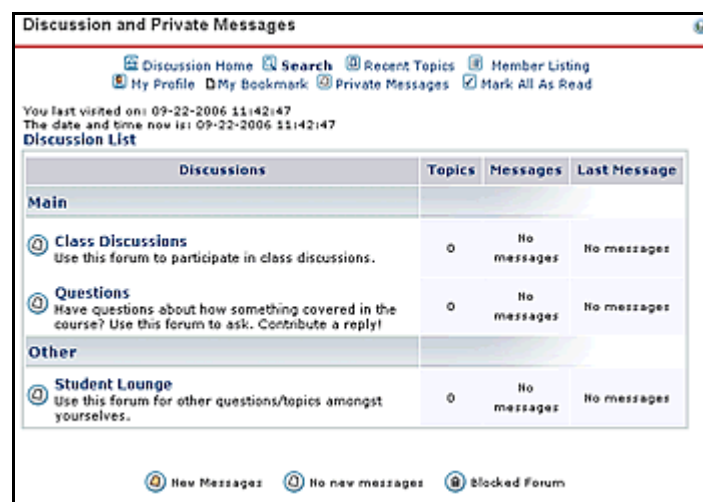 Discussion and Private Messages
Discussion Home Search Recent Topics Member Listing
My Profile My Bookmark Private Messages Mark All As Read
You last visited on: 09-22-2006 11:42:47
The date and time now is: 09-22-2006 11:42:47
Discussion List
Discussions Topics Messages Last Message
Main
Class Discussions
Use this forum to participate in class discussions.
0 No messages No messages
Questions
Have questions about how something covered in the
course? Use this forum to ask. Contribute a reply!
0 No messages No messages
Other
Student Lounge
Use this forum for other questions/topics amongst
yourselves.
0 No messages No messages
New Messages No new messages Blocked Forum